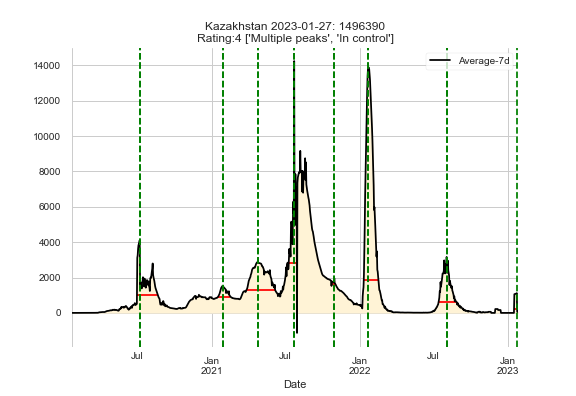 Kazakhstan 2023-01-27: 1496390
Rating:4 ['Multiple peaks', 'In control']
Average-7d
14000
12000
10000
8000
6000
4000
2000
0
Jul
Jan
2021
Jul
Jan
2022
Jul
Jan
2023
Date